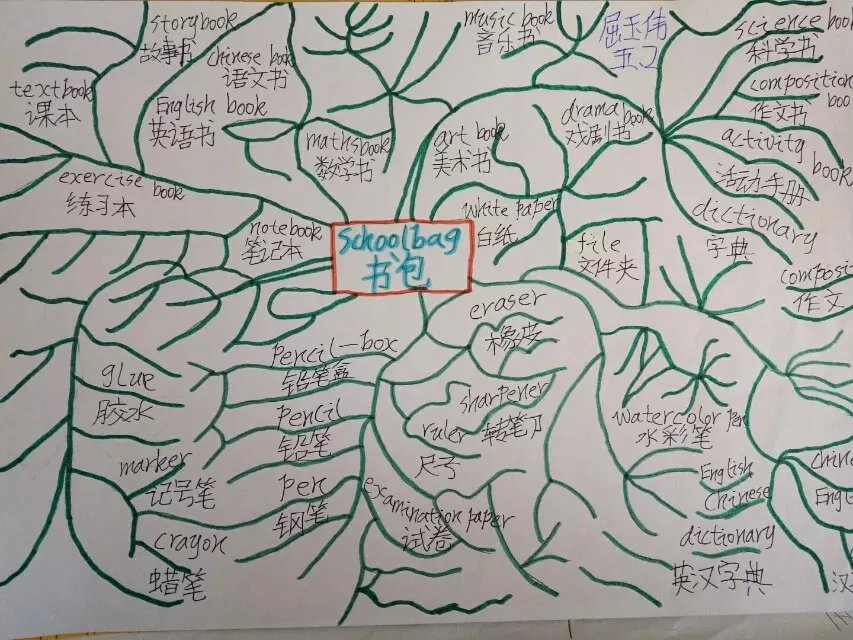 storybook
故事书
textbook
课本
Chinese book
语文书
English book
英语书
mathsbook
数学书
music book
音乐书
屈玉伟
五.2
science book
科学书
composition
boo
作文书
activity book
活动手册
dictionary
字典
drama book
戏剧书
art book
美术书
white paper
白纸
file
文件夹
composi
作文
exercise book
练习本
notebook
笔记本
Schoolbag
书包
eraser
橡皮
sharpener
转笔刀
ruler
尺子
examination paper
试卷
pencil-box
铅笔盒
pencil
铅笔
pen
钢笔
glue
胶水
marker
记号笔
crayon
蜡笔
watercolor pen
水彩笔
English
Chinese
dictionary
英汉字典
Chin
Engl
汉